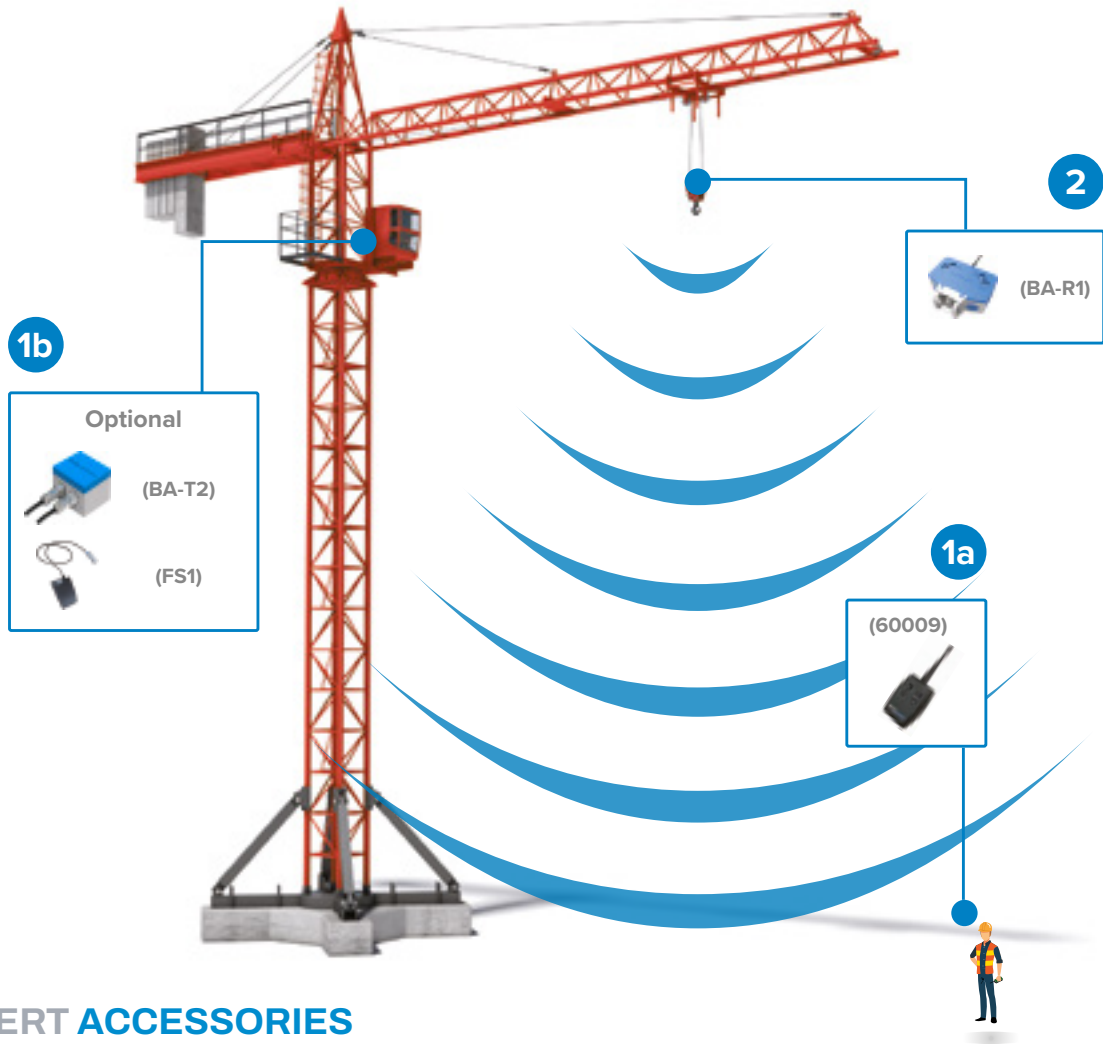 2
(BA-R1)
1b
Optional
(BA-T2)
(FS1)
1a
(60009)
ERT ACCESSORIES